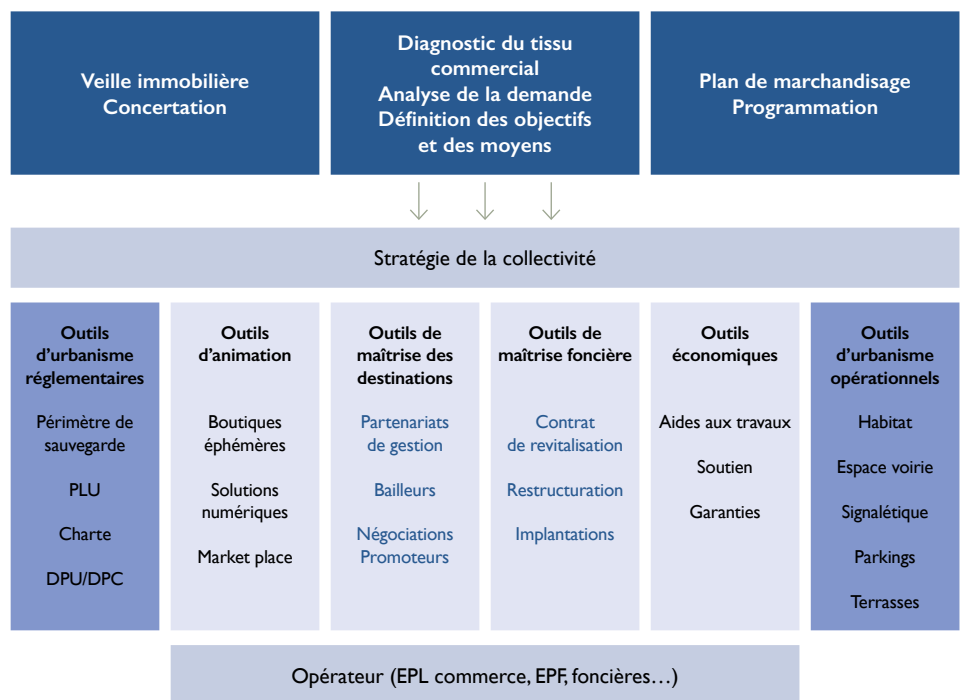 Veille immobilière
Concertation
Diagnostic du tissu
commercial
Analyse de la demande
Définition des objectifs
et des moyens
Plan de marchandisage
Programmation
Stratégie de la collectivité
Outils
d’urbanisme
réglementaires
Périmètre de
sauvegarde
PLU
Charte
DPU/DPC
Outils
d’animation
Boutiques
éphémères
Solutions
numériques
Market place
Outils de
maîtrise des
destinations
Partenariats
de gestion
Bailleurs
Négociations
Promoteurs
Outils de
maîtrise foncière
Contrat
de revitalisation
Restructuration
Implantations
Outils
économiques
Aides aux travaux
Soutien
Garanties
Outils
d’urbanisme
opérationnels
Habitat
Espace voirie
Signalétique
Parkings
Terrasses
Opérateur (EPL commerce, EPF, foncières…)